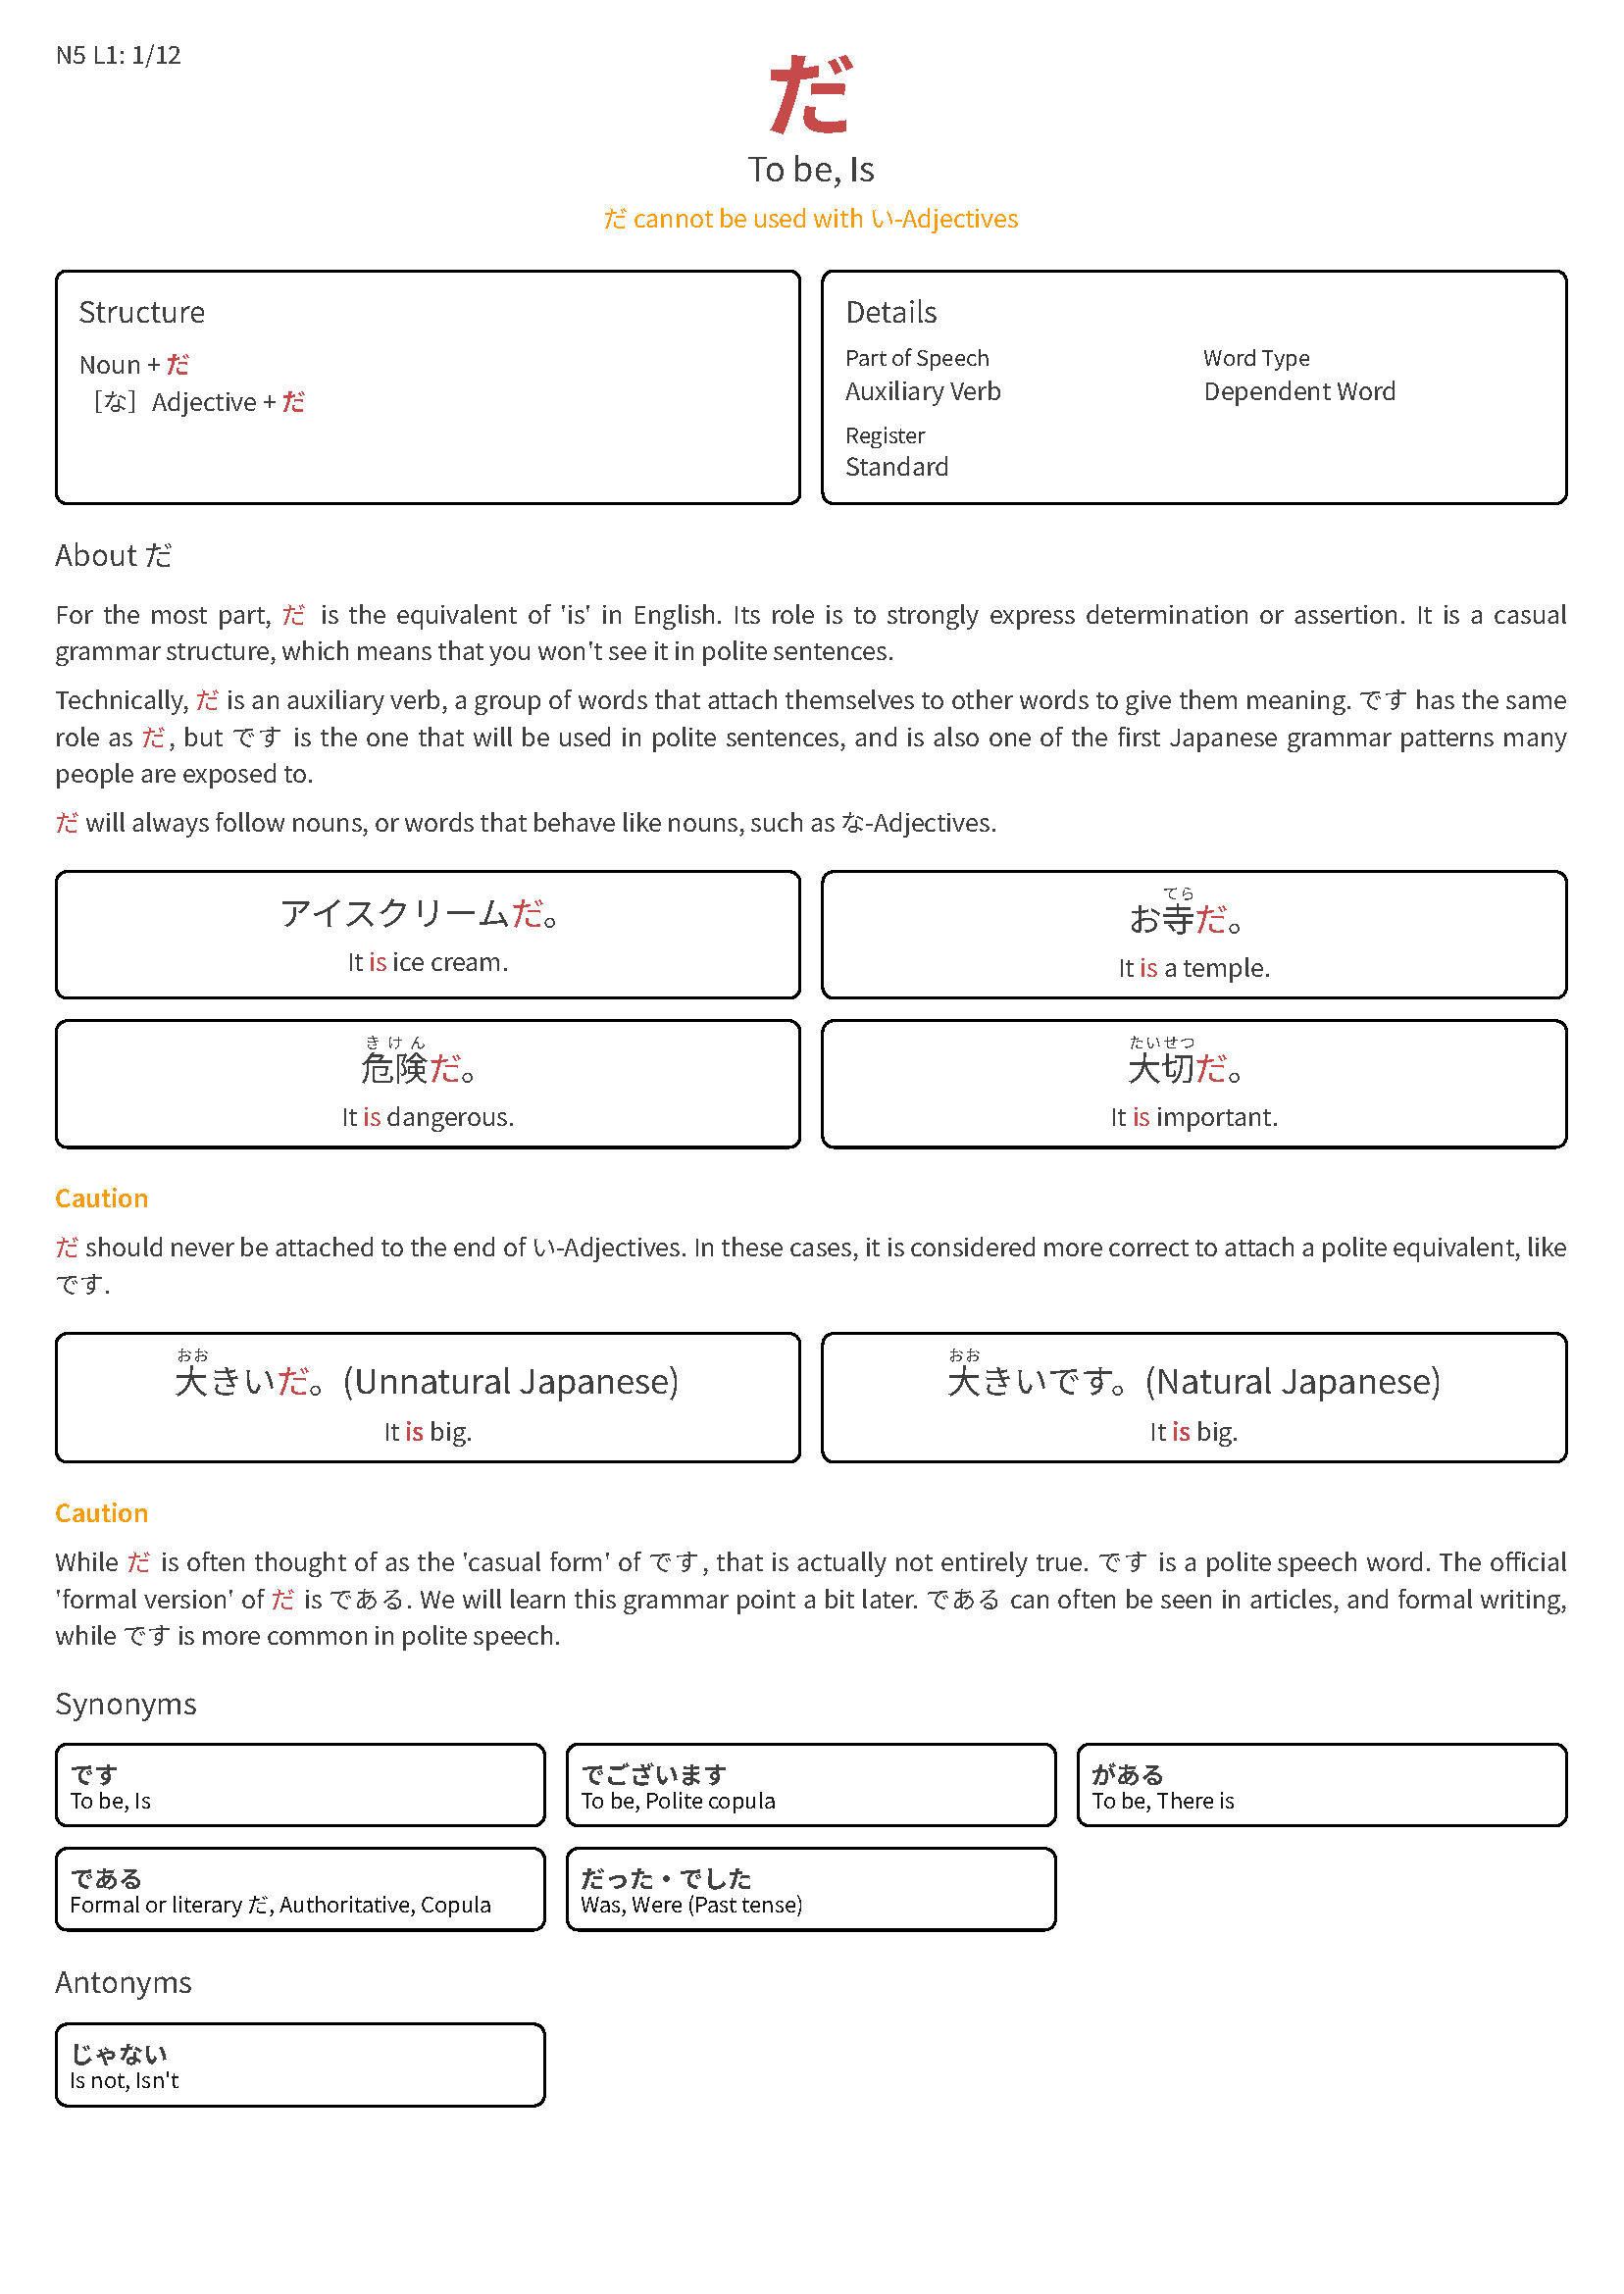 N5 L1: 1/12
だ
To be, Is
だ cannot be used with い-Adjectives
Structure
Noun + だ
［な］Adjective + だ
Details
Part of Speech
Auxiliary Verb
Word Type
Dependent Word
Register
Standard
About だ
For the most part, だ is the equivalent of 'is' in English. Its role is to strongly express determination or assertion. It is a casual
grammar structure, which means that you won't see it in polite sentences.
Technically, だ is an auxiliary verb, a group of words that attach themselves to other words to give them meaning. です has the same
role as だ, but です is the one that will be used in polite sentences, and is also one of the first Japanese grammar patterns many
people are exposed to.
だ will always follow nouns, or words that behave like nouns, such as な-Adjectives.
アイスクリームだ。
It is ice cream.
てら
お寺だ。
It is a temple.
きけん
危険だ。
It is dangerous.
たいせつ
大切だ。
It is important.
Caution
だ should never be attached to the end of い-Adjectives. In these cases, it is considered more correct to attach a polite equivalent, like
です.
おお
大きいだ。(Unnatural Japanese)
It is big.
おお
大きいです。(Natural Japanese)
It is big.
Caution
While だ is often thought of as the 'casual form' of です, that is actually not entirely true. です is a polite speech word. The official
'formal version' of だ is である. We will learn this grammar point a bit later. である can often be seen in articles, and formal writing,
while です is more common in polite speech.
Synonyms
です
To be, Is
でございます
To be, Polite copula
がある
To be, There is
である
Formal or literary だ, Authoritative, Copula
だった・でした
Was, Were (Past tense)
Antonyms
じゃない
Is not, Isn't